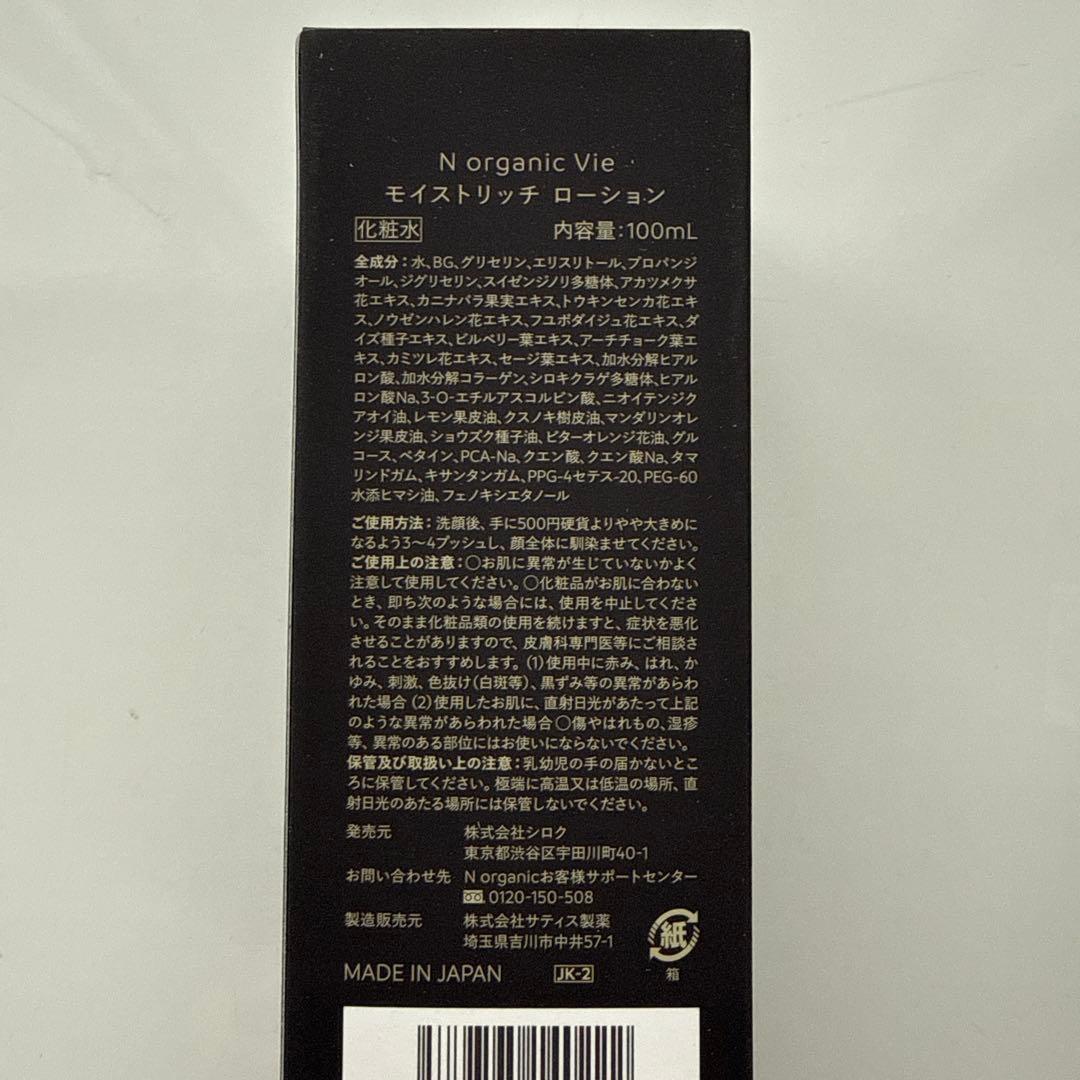 N organic Vie
モイストリッチ ローション
化粧水 内容量:100mL
全成分:水、BG、グリセリン、エリスリトール、プロパンジ
オール、ジグリセリン、スイゼンジノリ多糖体、アカツメクサ
花エキス、カニナバラ果実エキス、トウキンセンカ花エキ
ス、ノウゼンハレン花エキス、フユボダイジュ花エキス、ダ
イズ種子エキス、ビルベリー葉エキス、アーチチョーク葉エ
キス、カミツレ花エキス、セージ葉エキス、加水分解ヒアル
ロン酸、加水分解コラーゲン、シロキクラゲ多糖体、ヒアル
ロン酸Na、3-O-エチルアスコルビン酸、ニオイテンジク
アオイ油、レモン果皮油、クスノキ樹皮油、マンダリンオレ
ンジ果皮油、ショウズク種子油、ビターオレンジ花油、グル
コース、ベタイン、PCA-Na、クエン酸、クエン酸Na、タマ
リンドガム、キサンタンガム、PPG-4セテス-20、PEG-60
水添ヒマシ油、フェノキシエタノール
ご使用方法:洗顔後、手に500円硬貨よりやや大きめに
なるよう3～4プッシュし、顔全体に馴染ませてください。
ご使用上の注意:○お肌に異常が生じていないかよく
注意して使用してください。○化粧品がお肌に合わない
とき、即ち次のような場合には、使用を中止してくださ
い。そのまま化粧品類の使用を続けますと、症状を悪化
させることがありますので、皮膚科専門医等にご相談さ
れることをおすすめします。(1)使用中に赤み、はれ、か
ゆみ、刺激、色抜け(白斑等)、黒ずみ等の異常があらわ
れた場合(2)使用したお肌に、直射日光があたって上記
のような異常があらわれた場合○傷やはれもの、湿疹
等、異常のある部位にはお使いにならないでください。
保管及び取扱い上の注意:乳幼児の手の届かないとこ
ろに保管してください。極端に高温又は低温の場所、直
射日光のあたる場所には保管しないでください。
発売元 株式会社シロク
東京都渋谷区宇田川町40-1
お問い合わせ先 N organicお客様サポートセンター
0120-150-508
製造販売元 株式会社サティス製薬
埼玉県吉川市中井57-1
紙
箱
MADE IN JAPAN JK-2